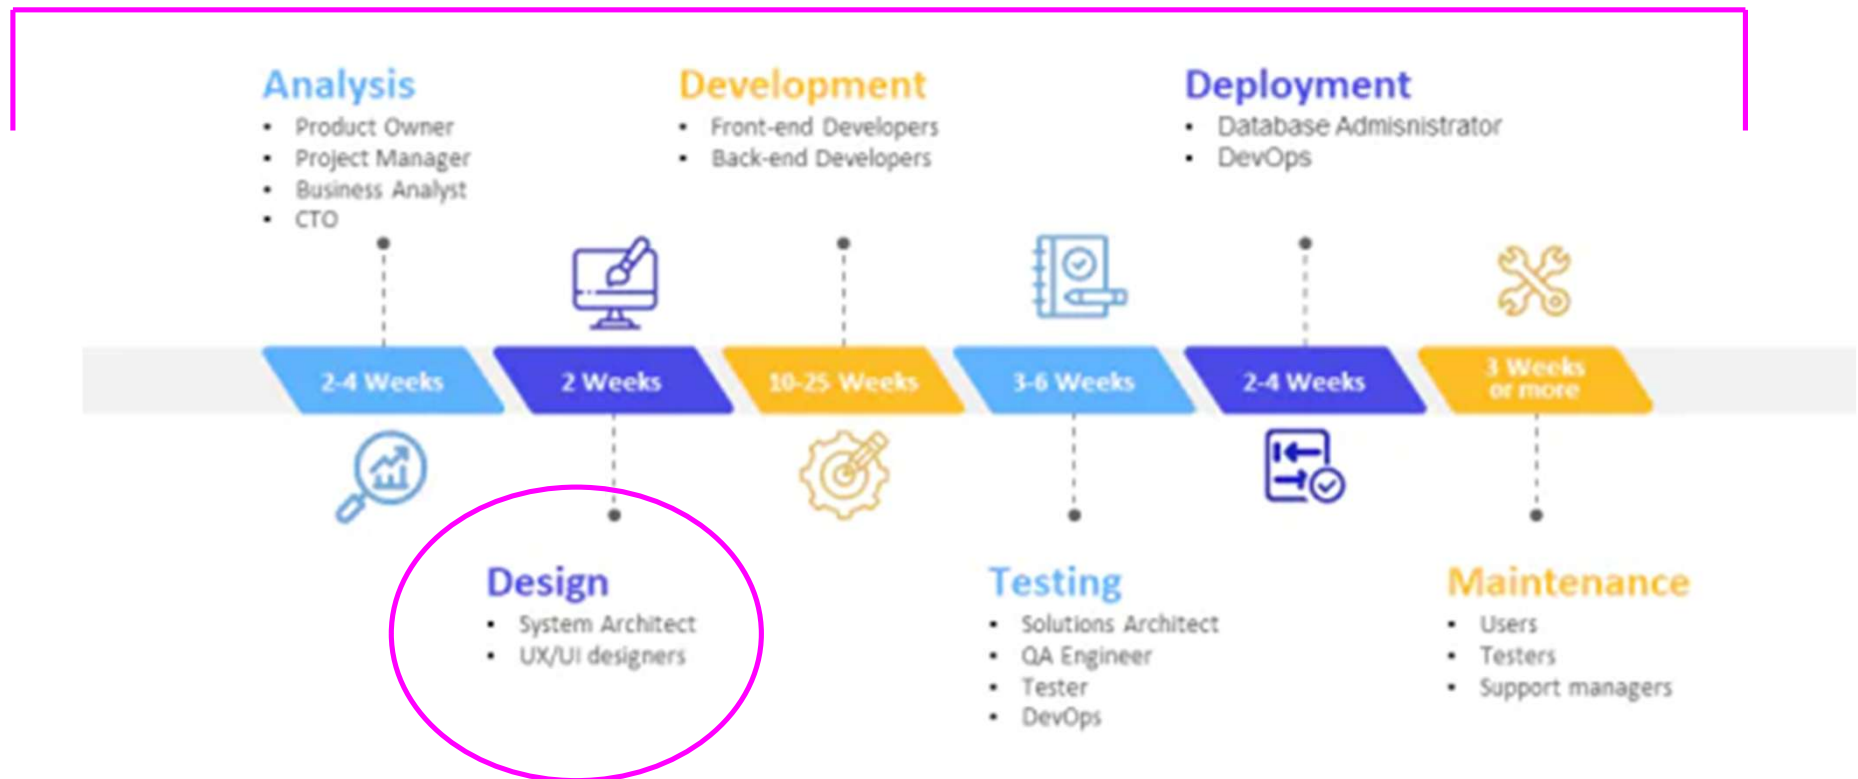 Analysis
• Product Owner
• Project Manager
• Business Analyst
• CTO
Development
• Front-end Developers
• Back-end Developers
Deployment
• Database Admisnistrator
• DevOps
2-4 Weeks
2 Weeks
10-25 Weeks
3-6 Weeks
2-4 Weeks
3 Weeks
or more
Design
• System Architect
• UX/UI designers
Testing
• Solutions Architect
• QA Engineer
• Tester
• DevOps
Maintenance
• Users
• Testers
• Support managers